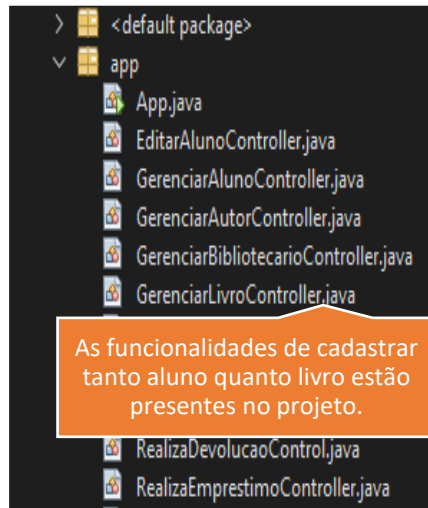 <default package>
app
App.java
EditarAlunoController.java
GerenciarAlunoController.java
GerenciarAutorController.java
GerenciarBibliotecarioController.java
GerenciarLivroController.java
As funcionalidades de cadastrar
tanto aluno quanto livro estão
presentes no projeto.
RealizaDevolucaoControl.java
RealizaEmprestimoController.java